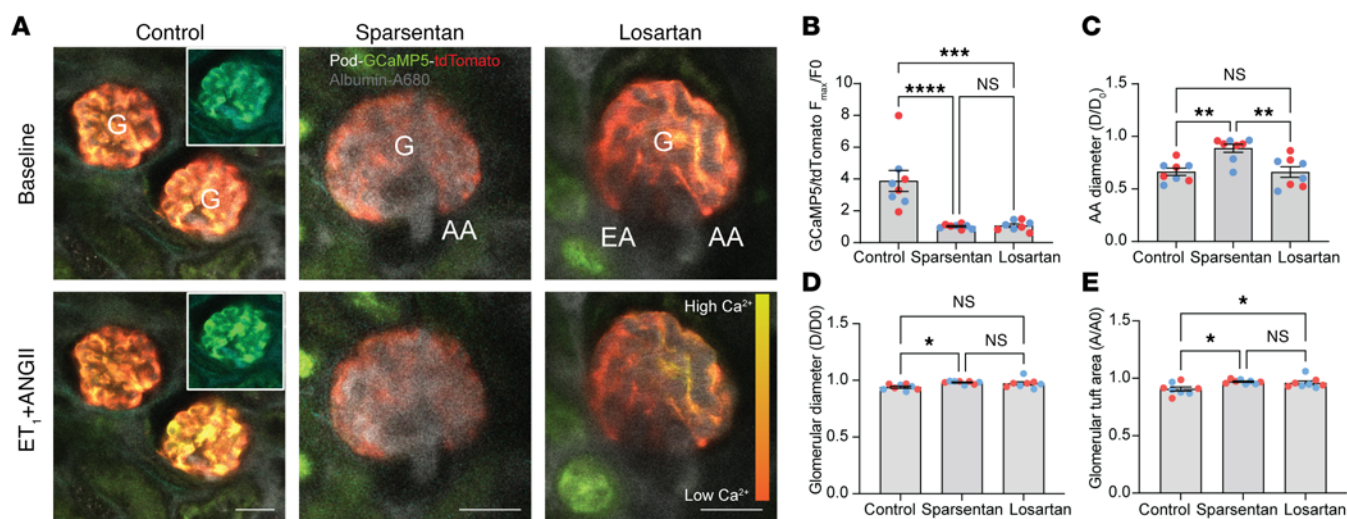 A
Control
Sparsentan
Losartan
Baseline
ET₁+ANGII
G
G
Pod-GCaMP5-tdTomato
Albumin-A680
G
AA
G
EA
AA
High Ca²⁺
Low Ca²⁺
B
GCaMP5/tdTomato Fmax/F0
10
8
6
4
2
0
***
****
NS
Control Sparsentan Losartan
C
AA diameter (D/D₀)
1.5
1.0
0.5
0.0
NS
**
**
Control Sparsentan Losartan
D
Glomerular diameter (D/D0)
1.5
1.0
0.5
0.0
NS
*
NS
Control Sparsentan Losartan
E
Glomerular tuft area (A/A0)
1.5
1.0
0.5
0.0
*
*
NS
Control Sparsentan Losartan